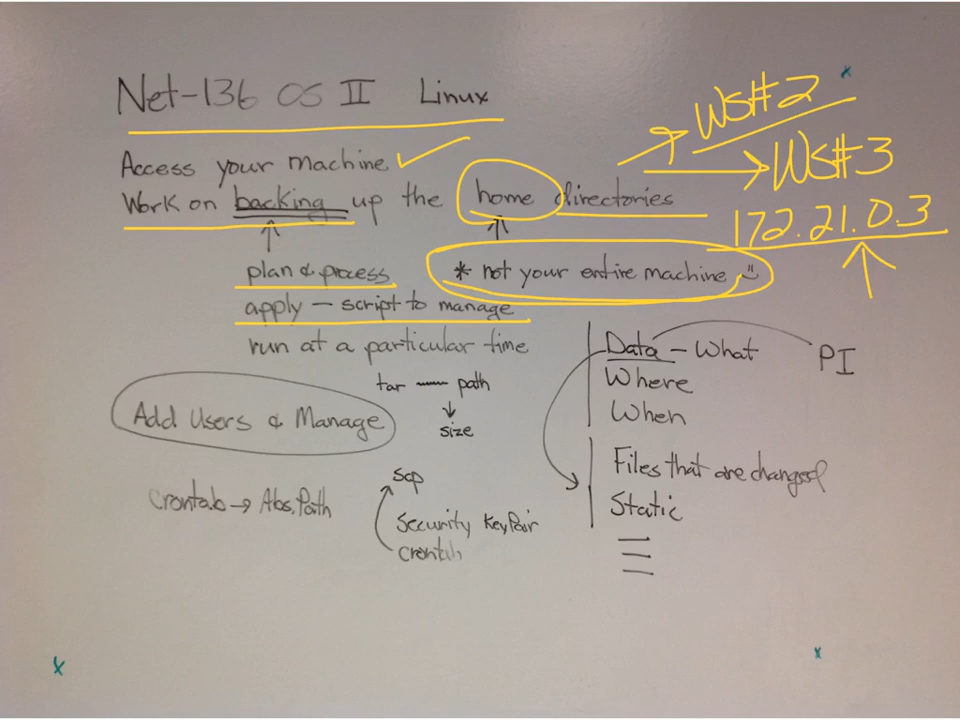 Net-136 OS II Linux
WS#2
WS#3
172.21.0.3
Access your machine
Work on backing up the home directories
plan & process
* not your entire machine
apply – script to manage
run at a particular time
tar — path
size
Add Users & Manage
Data - What
PI
Where
When
Files that are changed
Static
crontab → Abs. Path
scp
Security Key Pair
crontab